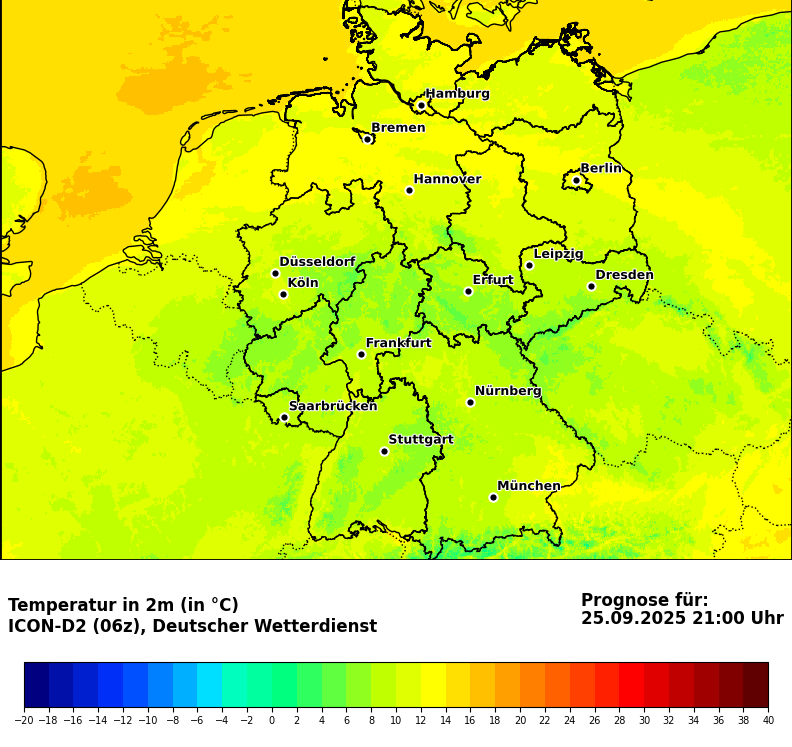 Hamburg
Bremen
Berlin
Hannover
Leipzig
Düsseldorf
Dresden
Köln
Erfurt
Frankfurt
Nürnberg
Saarbrücken
Stuttgart
München
Temperatur in 2m (in °C)
ICON-D2 (06z), Deutscher Wetterdienst
Prognose für:
25.09.2025 21:00 Uhr
−20 −18 −16 −14 −12 −10 −8 −6 −4 −2 0 2 4 6 8 10 12 14 16 18 20 22 24 26 28 30 32 34 36 38 40